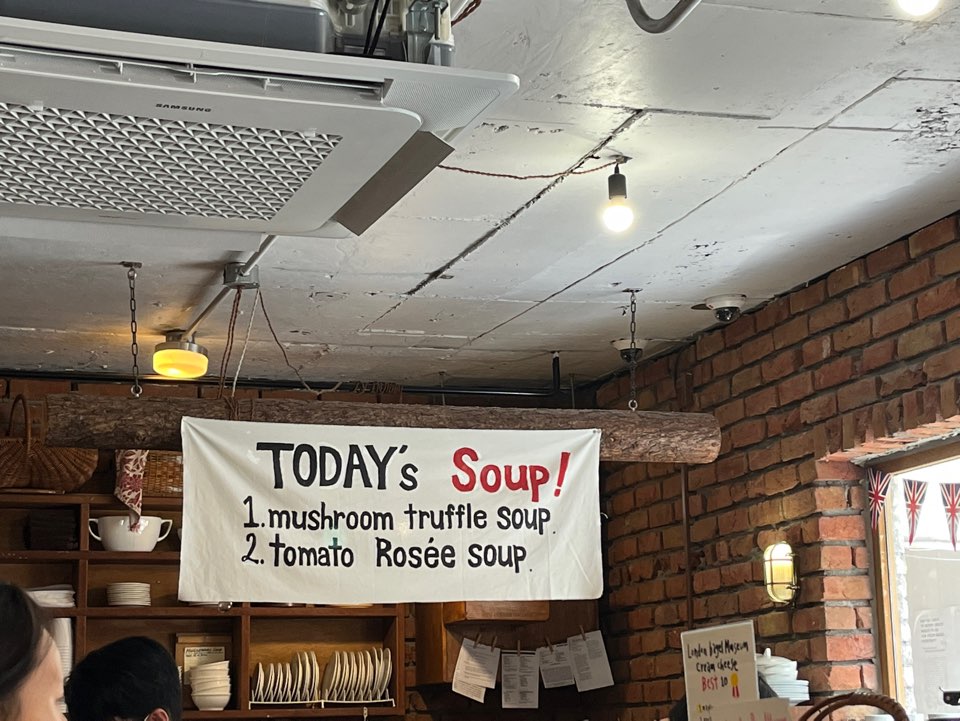 SAMSUNG
TODAY's Soup!
1. mushroom truffle soup.
2. Tomato Rosée soup.
London Bagel Museum
cream cheese
BEST 10